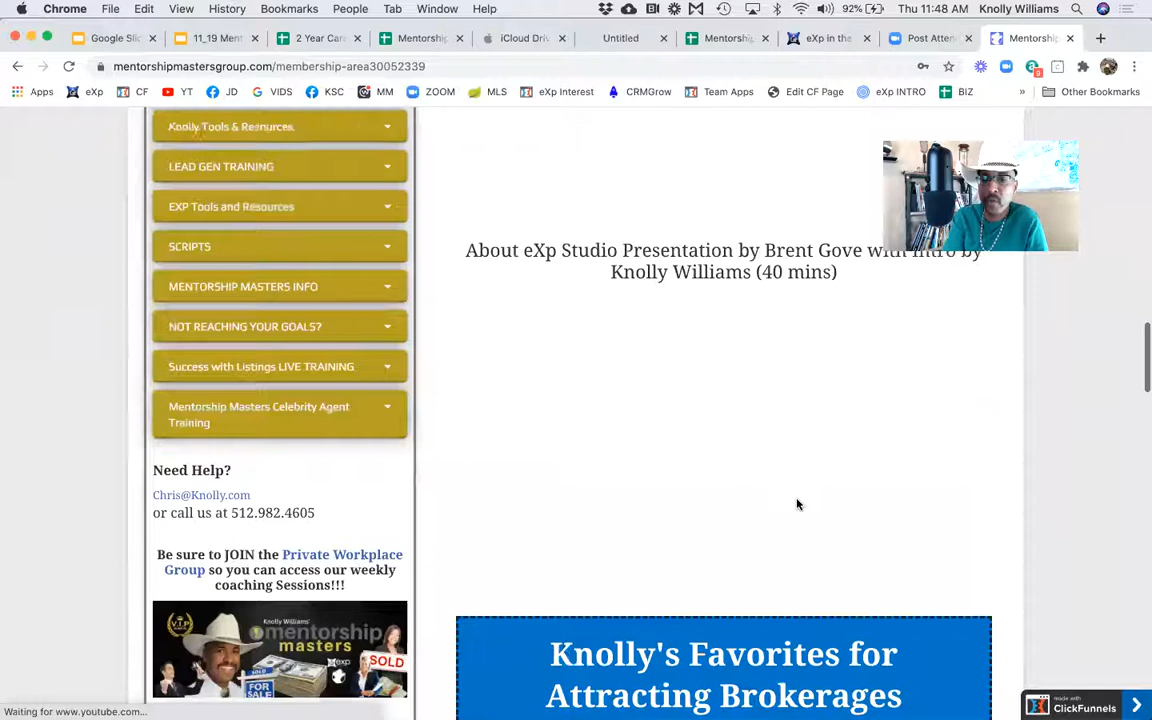 Chrome File Edit View History Bookmarks People Tab Window Help 92% Thu 11:48 AM Knolly Williams
Google Sli 11_19 Ment 2 Year Car Mentorship iCloud Driv Untitled Mentorship eXp in the Post Atten Mentorship
mentorshipmastersgroup.com/membership-area30052339
Apps eXp CF YT JD VIDS KSC MM ZOOM MLS eXp Interest CRMGrow Team Apps Edit CF Page eXp INTRO BIZ » Other Bookmarks
Knolly Tools & Resources
LEAD GEN TRAINING
EXP Tools and Resources
SCRIPTS
MENTORSHIP MASTERS INFO
NOT REACHING YOUR GOALS?
Success with Listings LIVE TRAINING
Mentorship Masters Celebrity Agent
Training
Need Help?
Chris@Knolly.com
or call us at 512.982.4605
Be sure to JOIN the Private Workplace
Group so you can access our weekly
coaching Sessions!!!
V.I.P
Knolly Williams'
mentorship
masters
exp
SOLD
FOR
SALE
About eXp Studio Presentation by Brent Gove with Intro by
Knolly Williams (40 mins)
Knolly's Favorites for
Attracting Brokerages
made with
ClickFunnels
Waiting for www.youtube.com...